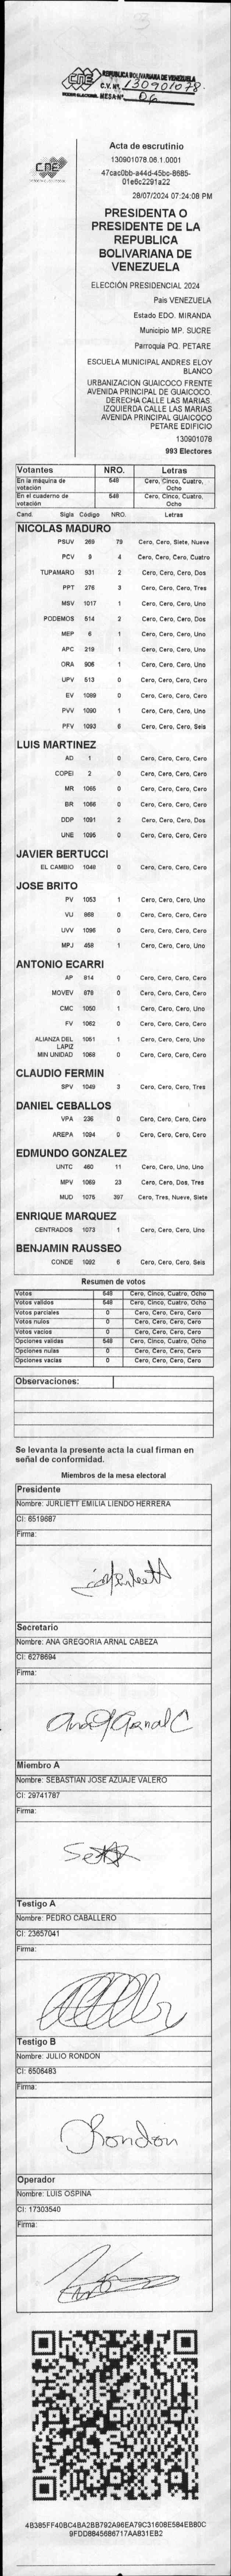 CNE
PODER ELECTORAL
REPUBLICA BOLIVARIANA DE VENEZUELA
C.V. Nº. 130901078
MESA Nº 06
CNE
Acta de escrutinio
130901078.06.1.0001
47cac0bb-a44d-45bc-8685-
01e6c2291a22
28/07/2024 07:24:08 PM
PRESIDENTA O
PRESIDENTE DE LA
REPUBLICA
BOLIVARIANA DE
VENEZUELA
ELECCIÓN PRESIDENCIAL 2024
Pais VENEZUELA
Estado EDO. MIRANDA
Municipio MP. SUCRE
Parroquia PQ. PETARE
ESCUELA MUNICIPAL ANDRES ELOY
BLANCO
URBANIZACION GUAICOCO FRENTE
AVENIDA PRINCIPAL DE GUAICOCO.
DERECHA CALLE LAS MARIAS.
IZQUIERDA CALLE LAS MARIAS
AVENIDA PRINCIPAL GUAICOCO
PETARE EDIFICIO
130901078
993 Electores
Votantes NRO. Letras
En la máquina de votación 548 Cero, Cinco, Cuatro, Ocho
En el cuaderno de votación 548 Cero, Cinco, Cuatro, Ocho
Cand. Sigla Código NRO. Letras
NICOLAS MADURO
PSUV 269 79 Cero, Cero, Siete, Nueve
PCV 9 4 Cero, Cero, Cero, Cuatro
TUPAMARO 931 2 Cero, Cero, Cero, Dos
PPT 276 3 Cero, Cero, Cero, Tres
MSV 1017 1 Cero, Cero, Cero, Uno
PODEMOS 514 2 Cero, Cero, Cero, Dos
MEP 6 1 Cero, Cero, Cero, Uno
APC 219 1 Cero, Cero, Cero, Uno
ORA 906 1 Cero, Cero, Cero, Uno
UPV 513 0 Cero, Cero, Cero, Cero
EV 1089 0 Cero, Cero, Cero, Cero
PVV 1090 1 Cero, Cero, Cero, Uno
PFV 1093 6 Cero, Cero, Cero, Seis
LUIS MARTINEZ
AD 1 0 Cero, Cero, Cero, Cero
COPEI 2 0 Cero, Cero, Cero, Cero
MR 1065 0 Cero, Cero, Cero, Cero
BR 1066 0 Cero, Cero, Cero, Cero
DDP 1091 2 Cero, Cero, Cero, Dos
UNE 1095 0 Cero, Cero, Cero, Cero
JAVIER BERTUCCI
EL CAMBIO 1048 0 Cero, Cero, Cero, Cero
JOSE BRITO
PV 1053 1 Cero, Cero, Cero, Uno
VU 868 0 Cero, Cero, Cero, Cero
UVV 1096 0 Cero, Cero, Cero, Cero
MPJ 458 1 Cero, Cero, Cero, Uno
ANTONIO ECARRI
AP 814 0 Cero, Cero, Cero, Cero
MOVEV 879 0 Cero, Cero, Cero, Cero
CMC 1050 1 Cero, Cero, Cero, Uno
FV 1062 0 Cero, Cero, Cero, Cero
ALIANZA DEL LAPIZ 1061 1 Cero, Cero, Cero, Uno
MIN UNIDAD 1068 0 Cero, Cero, Cero, Cero
CLAUDIO FERMIN
SPV 1049 3 Cero, Cero, Cero, Tres
DANIEL CEBALLOS
VPA 236 0 Cero, Cero, Cero, Cero
AREPA 1094 0 Cero, Cero, Cero, Cero
EDMUNDO GONZALEZ
UNTC 460 11 Cero, Cero, Uno, Uno
MPV 1069 23 Cero, Cero, Dos, Tres
MUD 1075 397 Cero, Tres, Nueve, Siete
ENRIQUE MARQUEZ
CENTRADOS 1073 1 Cero, Cero, Cero, Uno
BENJAMIN RAUSSEO
CONDE 1092 6 Cero, Cero, Cero, Seis
Resumen de votos
Votos 548 Cero, Cinco, Cuatro, Ocho
Votos validos 548 Cero, Cinco, Cuatro, Ocho
Votos parciales 0 Cero, Cero, Cero, Cero
Votos nulos 0 Cero, Cero, Cero, Cero
Votos vacios 0 Cero, Cero, Cero, Cero
Opciones validas 548 Cero, Cinco, Cuatro, Ocho
Opciones nulas 0 Cero, Cero, Cero, Cero
Opciones vacias 0 Cero, Cero, Cero, Cero
Observaciones:
Se levanta la presente acta la cual firman en
señal de conformidad.
Miembros de la mesa electoral
Presidente
Nombre: JURLIETT EMILIA LIENDO HERRERA
CI: 6519687
Firma:
Secretario
Nombre: ANA GREGORIA ARNAL CABEZA
CI: 6278694
Firma:
Miembro A
Nombre: SEBASTIAN JOSE AZUAJE VALERO
CI: 29741787
Firma:
Testigo A
Nombre: PEDRO CABALLERO
CI: 23657041
Firma:
Testigo B
Nombre: JULIO RONDON
CI: 6506483
Firma:
Rondon
Operador
Nombre: LUIS OSPINA
CI: 17303540
Firma:
4B385FF40BC4BA2BB792A96EA79C31608E584EB80C
9FDD8845686717AA831EB2